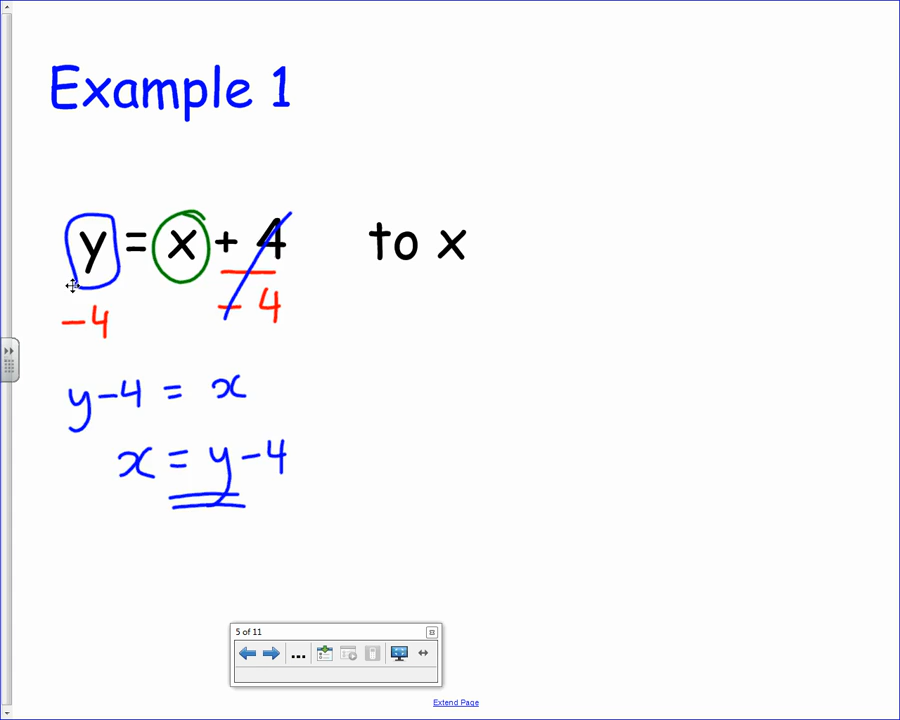 Example 1
y = x + 4 to x
-4 - 4
y-4 = x
x = y-4
5 of 11
...
Extend Page